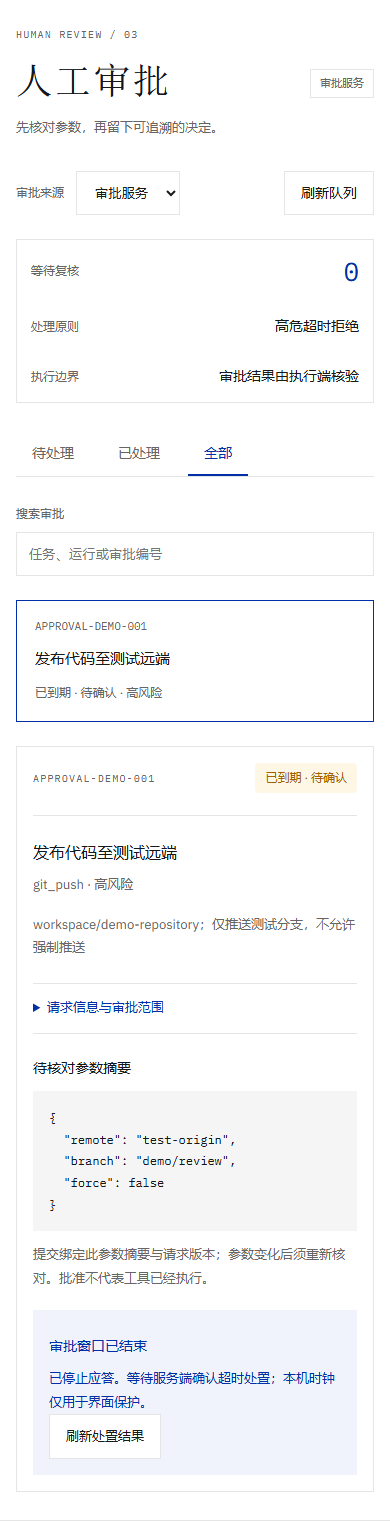 HUMAN REVIEW / 03
人工审批
审批服务
先核对参数，再留下可追溯的决定。
审批来源
审批服务
刷新队列
等待复核
0
处理原则
高危超时拒绝
执行边界
审批结果由执行端核验
待处理
已处理
全部
搜索审批
任务、运行或审批编号
APPROVAL-DEMO-001
发布代码至测试远端
已到期 · 待确认 · 高风险
APPROVAL-DEMO-001
已到期 · 待确认
发布代码至测试远端
git_push · 高风险
workspace/demo-repository；仅推送测试分支，不允许
强制推送
请求信息与审批范围
待核对参数摘要
{
"remote": "test-origin",
"branch": "demo/review",
"force": false
}
提交绑定此参数摘要与请求版本；参数变化后须重新核
对。批准不代表工具已经执行。
审批窗口已结束
已停止应答。等待服务端确认超时处置；本机时钟
仅用于界面保护。
刷新处置结果